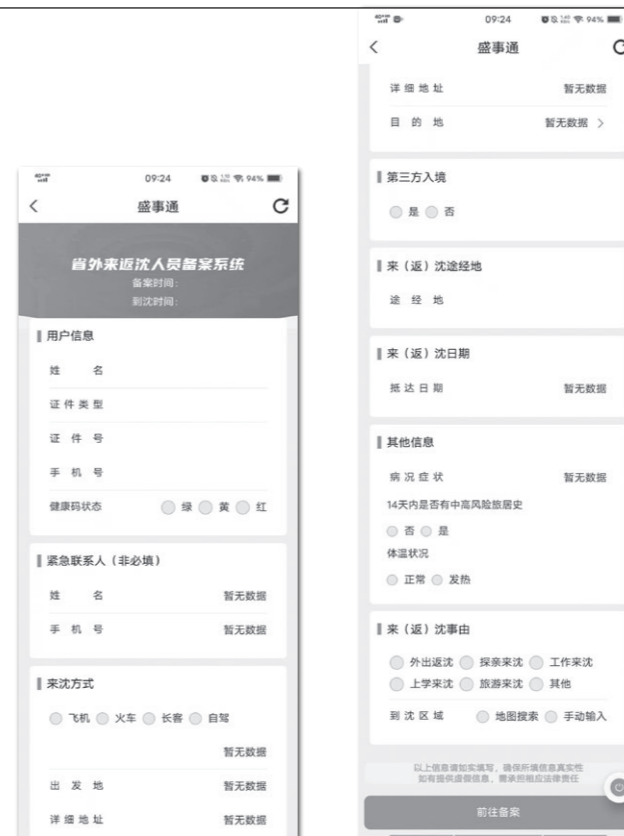 09:24
94%
盛事通
省外来返沈人员备案系统
备案时间:
到沈时间:
用户信息
姓 名
证件类型
证 件 号
手 机 号
健康码状态 绿 黄 红
紧急联系人（非必填）
姓 名 暂无数据
手 机 号 暂无数据
来沈方式
飞机 火车 长客 自驾
暂无数据
出 发 地 暂无数据
详细地址 暂无数据
09:24
94%
盛事通
详细地址 暂无数据
目 的 地 暂无数据
第三方入境
是 否
来（返）沈途经地
途 经 地
来（返）沈日期
抵达日期 暂无数据
其他信息
病况症状 暂无数据
14天内是否有中高风险旅居史
否 是
体温状况
正常 发热
来（返）沈事由
外出返沈 探亲来沈 工作来沈
上学来沈 旅游来沈 其他
到沈区域 地图搜索 手动输入
以上信息请如实填写，确保所填信息真实性
如有提供虚假信息，需承担相应法律责任
前往备案